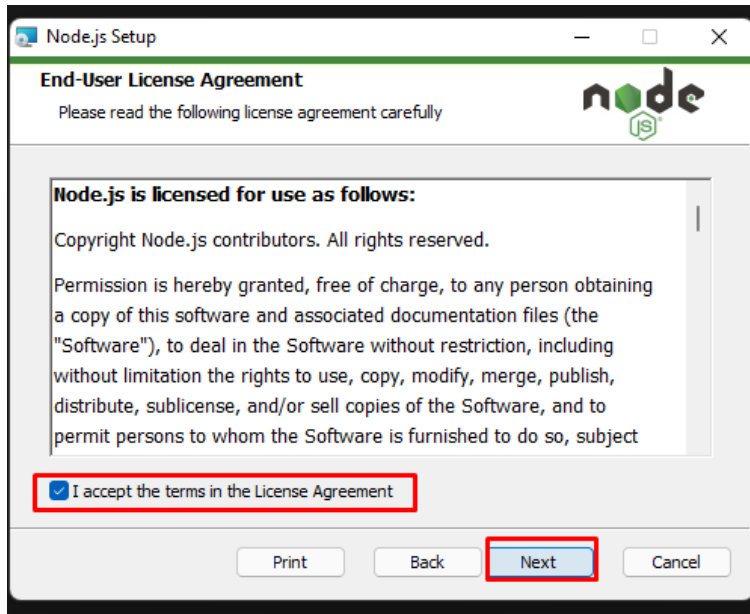 Node.js Setup
End-User License Agreement
Please read the following license agreement carefully
node
JS
Node.js is licensed for use as follows:
Copyright Node.js contributors. All rights reserved.
Permission is hereby granted, free of charge, to any person obtaining
a copy of this software and associated documentation files (the
"Software"), to deal in the Software without restriction, including
without limitation the rights to use, copy, modify, merge, publish,
distribute, sublicense, and/or sell copies of the Software, and to
permit persons to whom the Software is furnished to do so, subject
I accept the terms in the License Agreement
Print Back Next Cancel